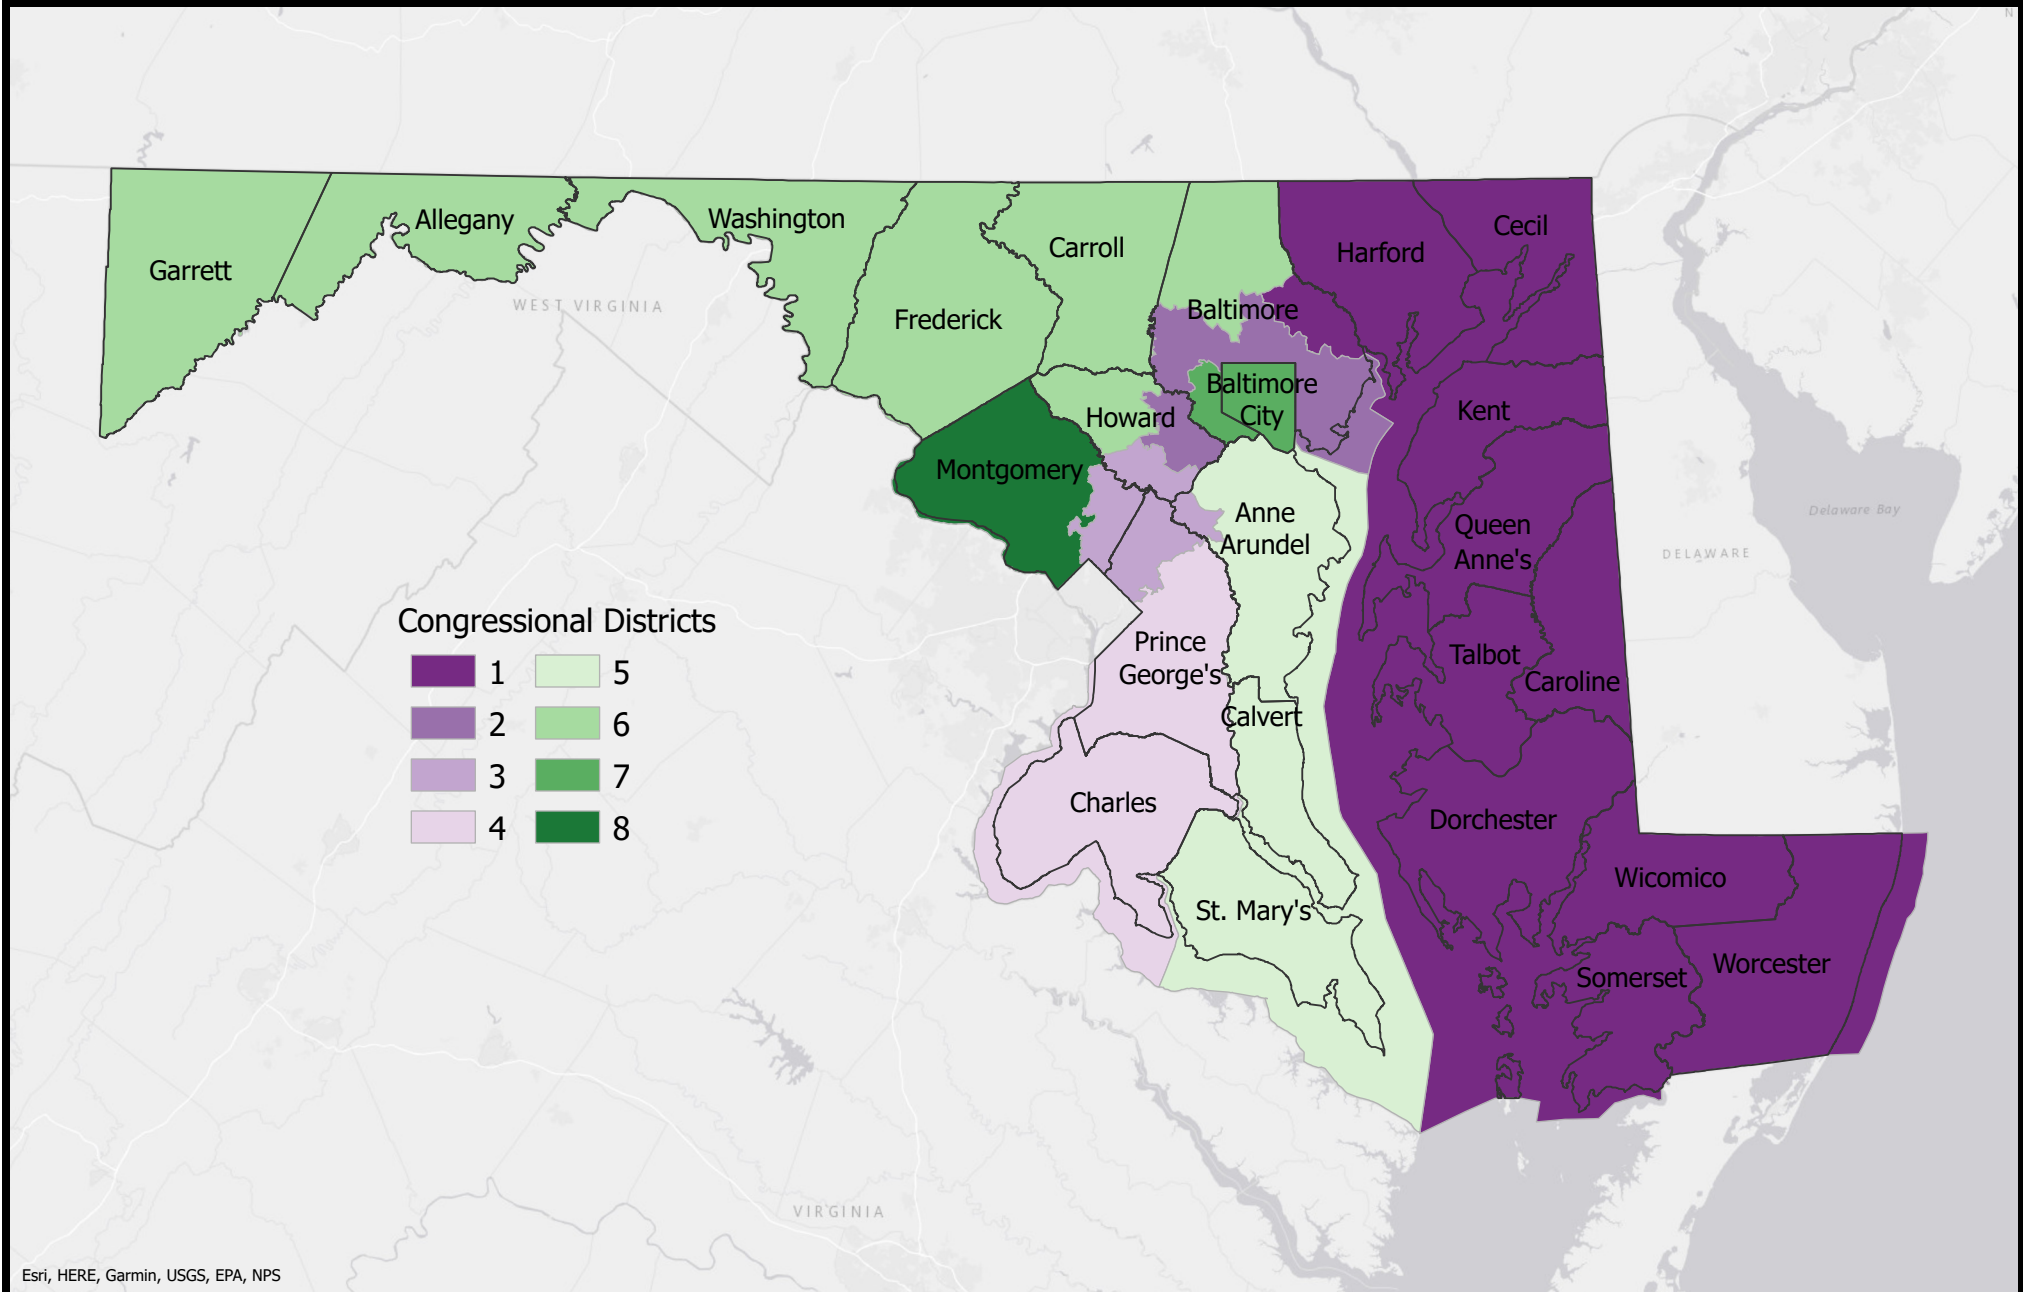 N
Garrett
Allegany
Washington
Frederick
Carroll
Baltimore
Harford
Cecil
WEST VIRGINIA
Baltimore
City
Howard
Kent
Montgomery
Anne
Arundel
Queen
Anne's
Delaware Bay
DELAWARE
Prince
George's
Talbot
Caroline
Calvert
Charles
Dorchester
Wicomico
St. Mary's
Somerset
Worcester
Congressional Districts
1 5
2 6
3 7
4 8
VIRGINIA
Esri, HERE, Garmin, USGS, EPA, NPS